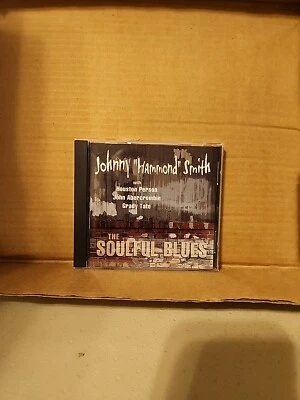 Johnny "Hammond" Smith
with
Houston Person
John Abercrombie
Grady Tate
THE
SOULFUL BLUES